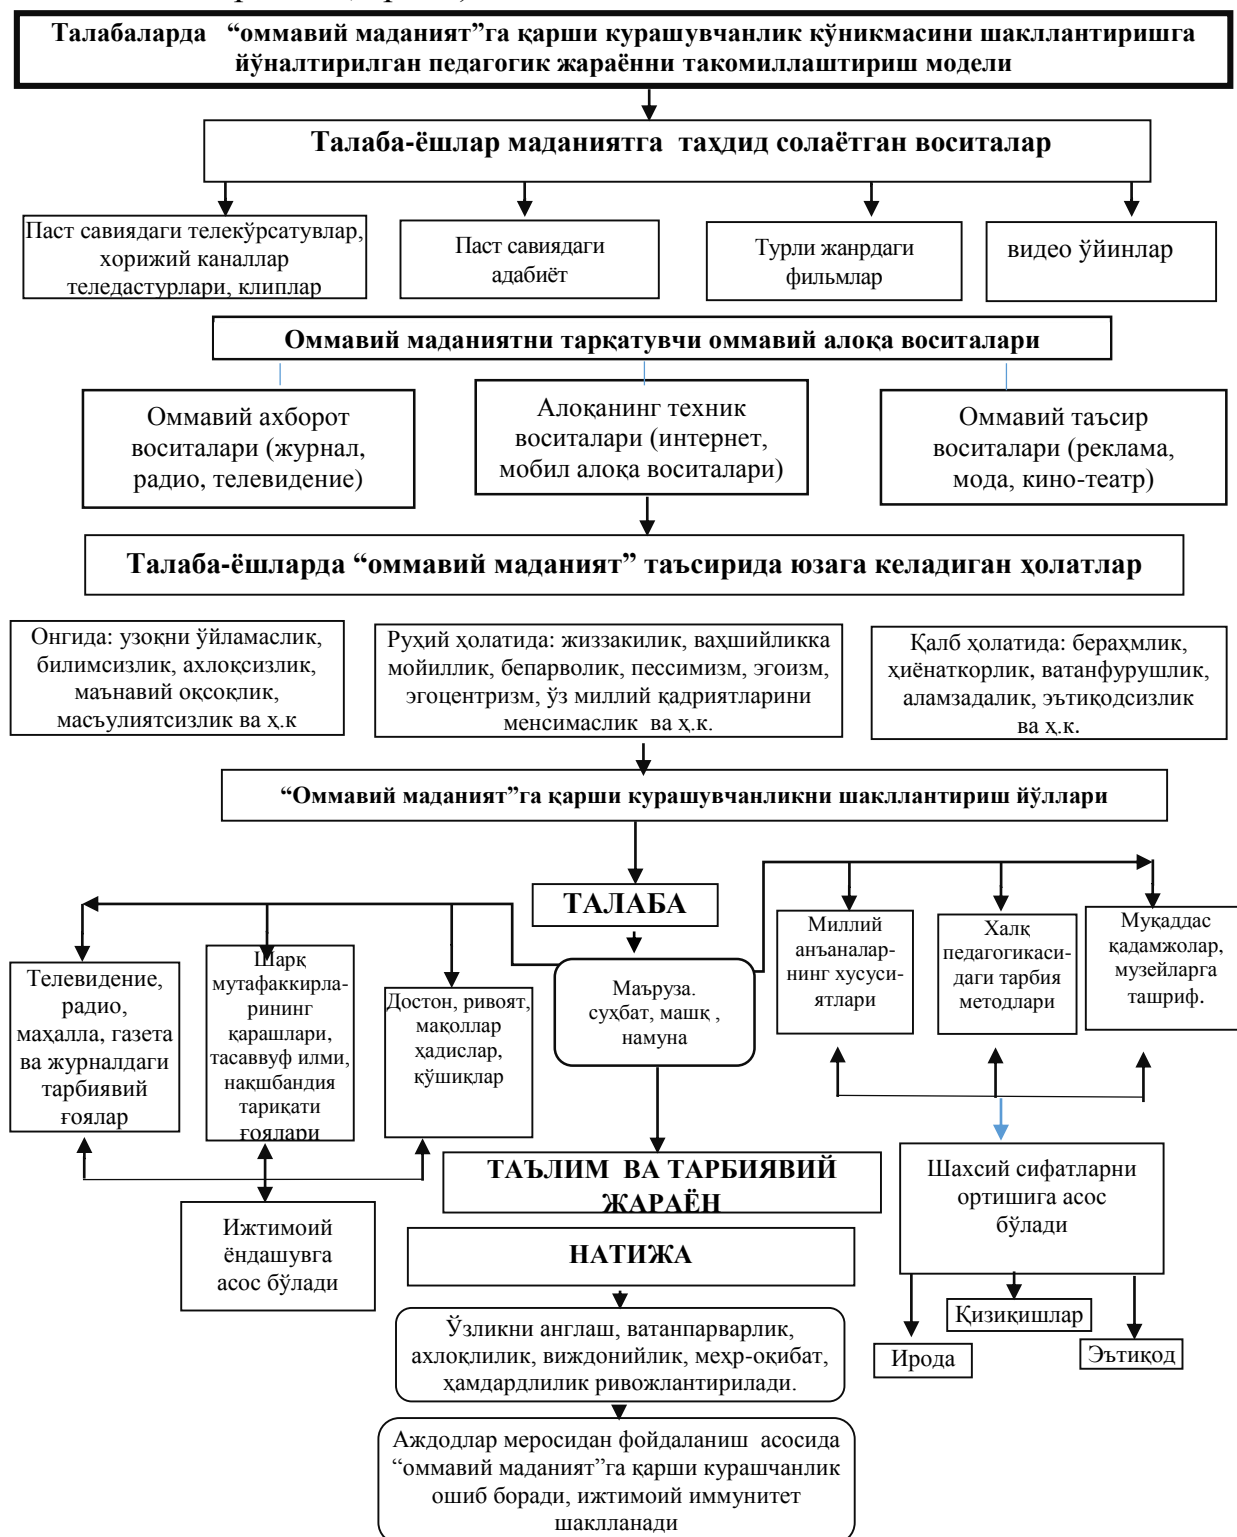 Талабаларда “оммавий маданият”га қарши курашувчанлик кўникмасини шакллантиришга
йўналтирилган педагогик жараённи такомиллаштириш модели
Талаба-ёшлар маданиятга таҳдид солаётган воситалар
Паст савиядаги телекўрсатувлар,
хорижий каналлар
теледастурлари, клиплар
Паст савиядаги
адабиёт
Турли жанрдаги
фильмлар
видео ўйинлар
Оммавий маданиятни тарқатувчи оммавий алоқа воситалари
Оммавий ахборот
воситалари (журнал,
радио, телевидение)
Алоқанинг техник
воситалари (интернет,
мобил алоқа воситалари)
Оммавий таъсир
воситалари (реклама,
мода, кино-театр)
Талаба-ёшларда “оммавий маданият” таъсирида юзага келадиган ҳолатлар
Онгида: узоқни ўйламаслик,
билимсизлик, ахлоқсизлик,
маънавий оқсоқлик,
масъулиятсизлик ва ҳ.к
Руҳий ҳолатида: жиззакилик, ваҳшийликка
мойиллик, бепарволик, пессимизм, эгоизм,
эгоцентризм, ўз миллий қадриятларини
менсимаслик ва ҳ.к.
Қалб ҳолатида: бераҳмлик,
ҳиёнаткорлик, ватанфурушлик,
аламзадалик, эътиқодсизлик
ва ҳ.к.
“Оммавий маданият”га қарши курашувчанликни шакллантириш йўллари
ТАЛАБА
Телевидение,
радио,
маҳалла, газета
ва журналдаги
тарбиявий
ғоялар
Шарқ
мутафаккирла-
рининг
қарашлари,
тасаввуф илми,
нақшбандия
тариқати
ғоялари
Достон, ривоят,
мақоллар
ҳадислар,
қўшиқлар
Маъруза.
суҳбат, машқ ,
намуна
Миллий
анъаналар-
нинг хусуси-
ятлари
Халқ
педагогикаси-
даги тарбия
методлари
Муқаддас
қадамжолар,
музейларга
ташриф.
ТАЪЛИМ ВА ТАРБИЯВИЙ
ЖАРАЁН
Ижтимоий
ёндашувга
асос бўлади
Шахсий сифатларни
ортишига асос
бўлади
НАТИЖА
Қизиқишлар
Ирода
Эътиқод
Ўзликни англаш, ватанпарварлик,
ахлоқлилик, виждонийлик, меҳр-оқибат,
ҳамдардлилик ривожлантирилади.
Аждодлар меросидан фойдаланиш асосида
“оммавий маданият”га қарши курашчанлик
ошиб боради, ижтимоий иммунитет
шаклланади